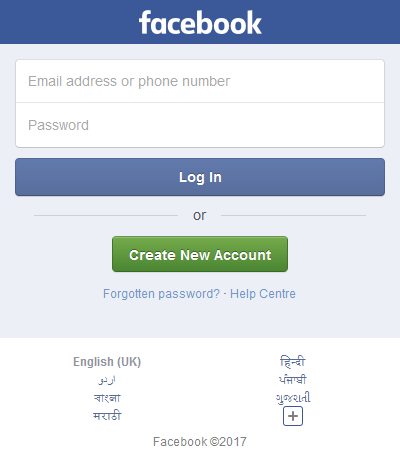 facebook
Email address or phone number
Password
Log In
or
Create New Account
Forgotten password? · Help Centre
English (UK) हिन्दी
اردو ਪੰਜਾਬੀ
বাংলা ગુજરાતી
मराठी +
Facebook ©2017